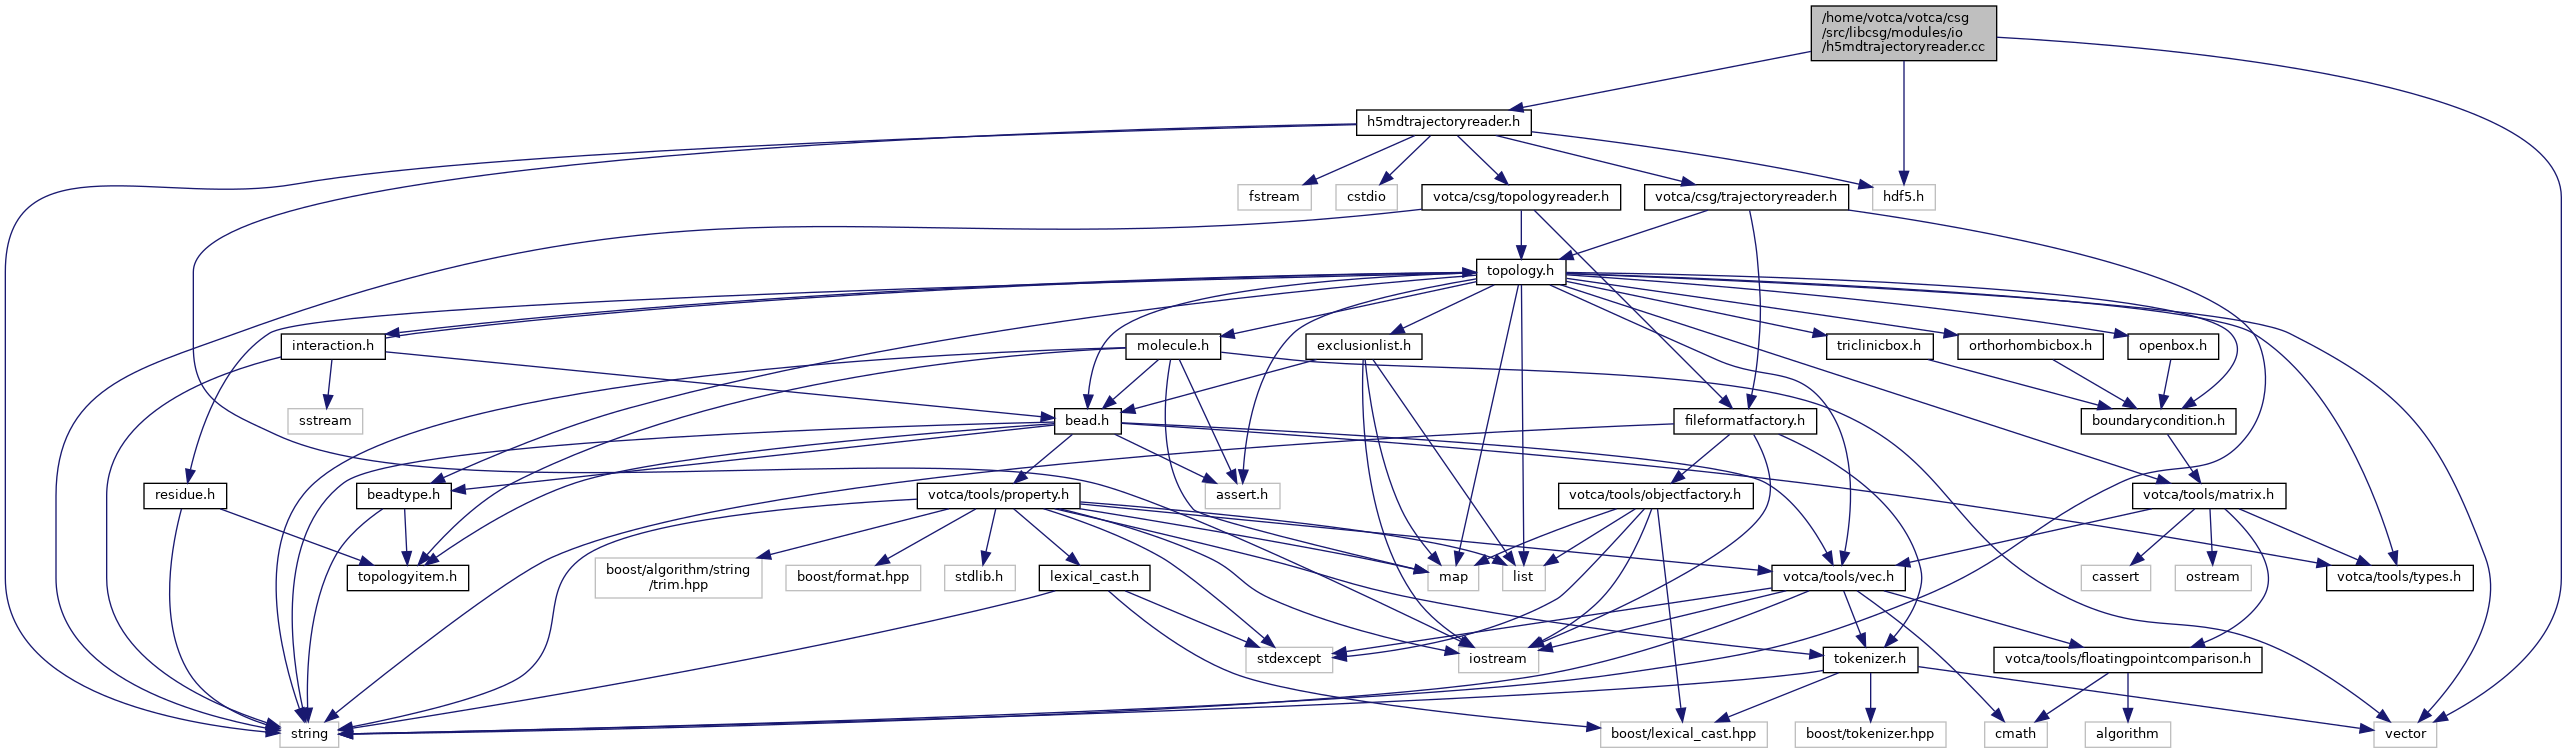 /home/votca/votca/csg
/src/libcsg/modules/io
/h5mdtrajectoryreader.cc
h5mdtrajectoryreader.h
fstream
cstdio
votca/csg/topologyreader.h
votca/csg/trajectoryreader.h
hdf5.h
topology.h
interaction.h
molecule.h
exclusionlist.h
triclinicbox.h
orthorhombicbox.h
openbox.h
sstream
bead.h
fileformatfactory.h
boundarycondition.h
residue.h
beadtype.h
votca/tools/property.h
assert.h
votca/tools/objectfactory.h
votca/tools/matrix.h
topologyitem.h
boost/algorithm/string
/trim.hpp
boost/format.hpp
stdlib.h
lexical_cast.h
map
list
votca/tools/vec.h
cassert
ostream
votca/tools/types.h
stdexcept
iostream
tokenizer.h
votca/tools/floatingpointcomparison.h
string
boost/lexical_cast.hpp
boost/tokenizer.hpp
cmath
algorithm
vector